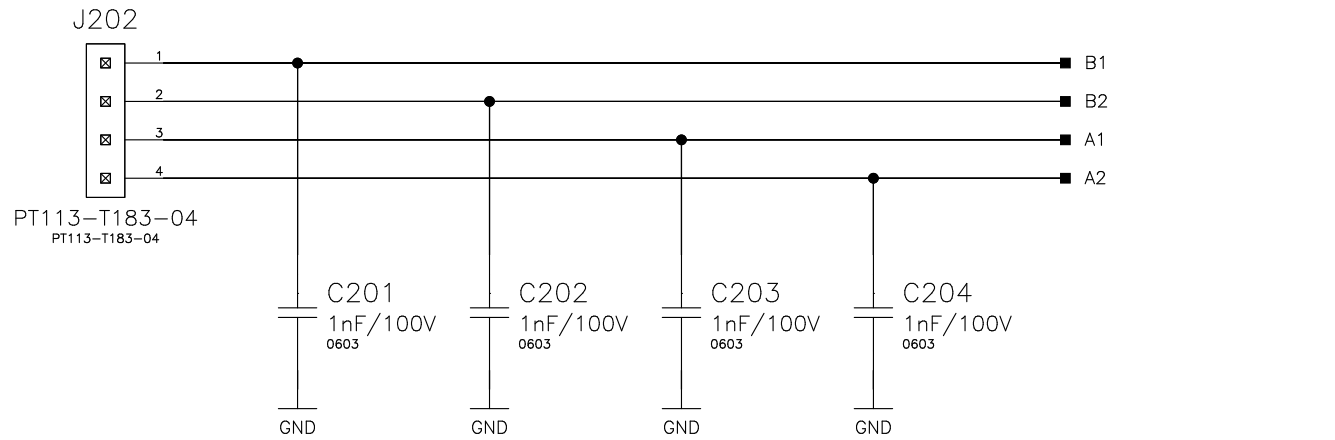 J202
1
B1
2
B2
3
A1
4
A2
PT113-T183-04
PT113-T183-04
C201
1nF/100V
0603
C202
1nF/100V
0603
C203
1nF/100V
0603
C204
1nF/100V
0603
GND
GND
GND
GND